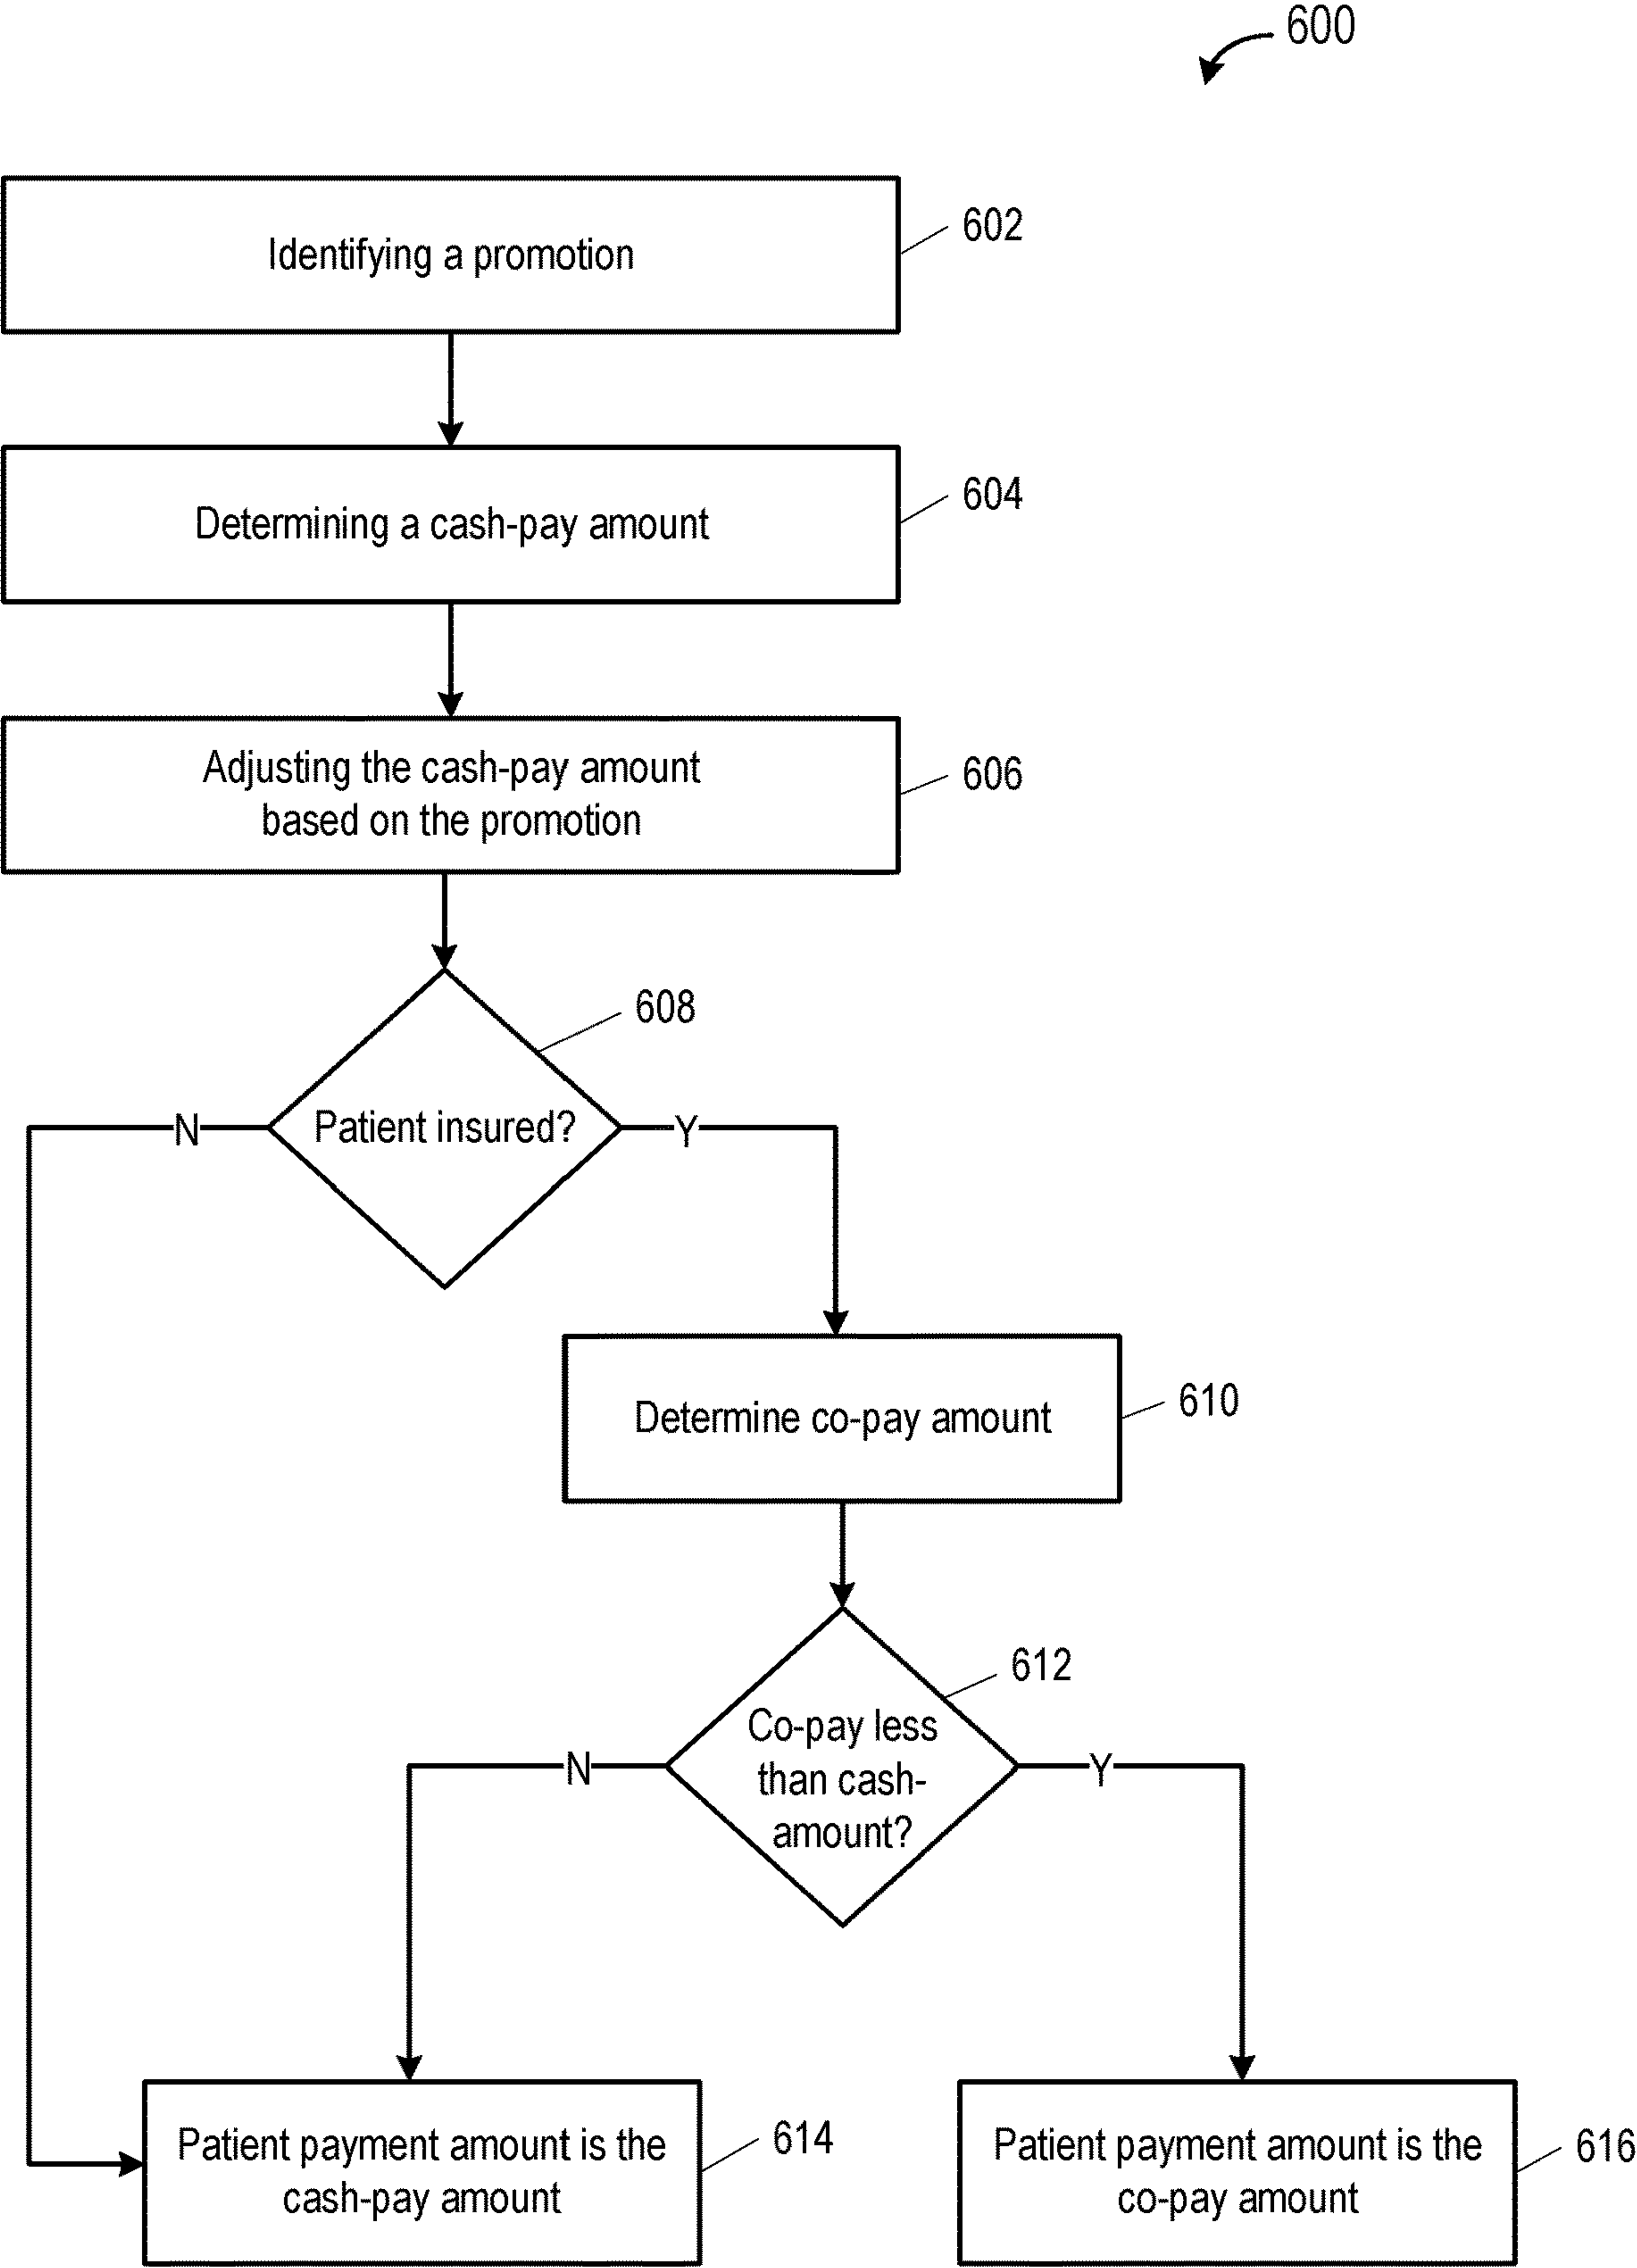 600
Identifying a promotion
602
Determining a cash-pay amount
604
Adjusting the cash-pay amount
based on the promotion
606
608
Patient insured?
N
Y
Determine co-pay amount
610
612
Co-pay less
than cash-
amount?
N
Y
Patient payment amount is the
cash-pay amount
614
Patient payment amount is the
co-pay amount
616